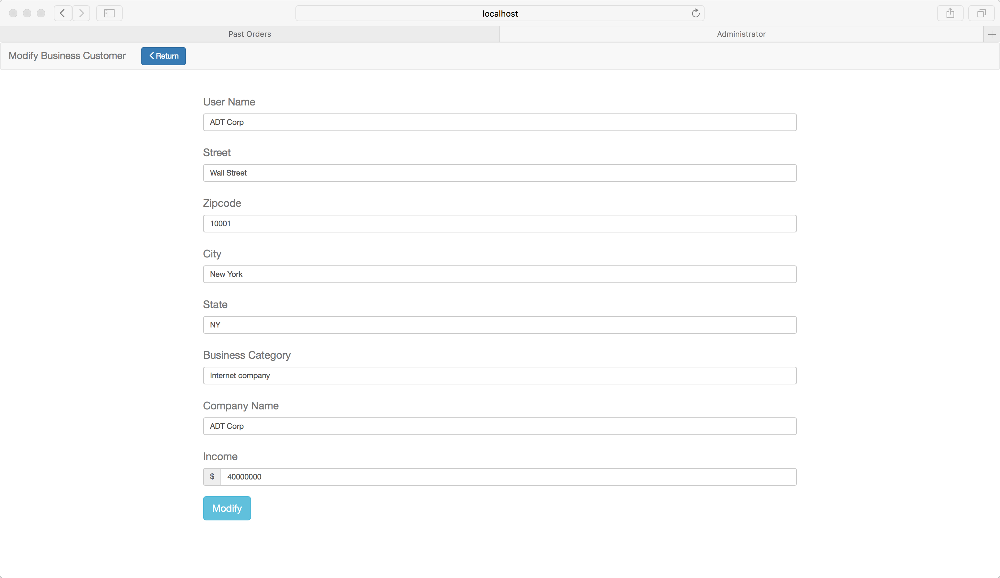 localhost
Past Orders
Administrator
Modify Business Customer
Return
User Name
ADT Corp
Street
Wall Street
Zipcode
10001
City
New York
State
NY
Business Category
Internet company
Company Name
ADT Corp
Income
$ 40000000
Modify